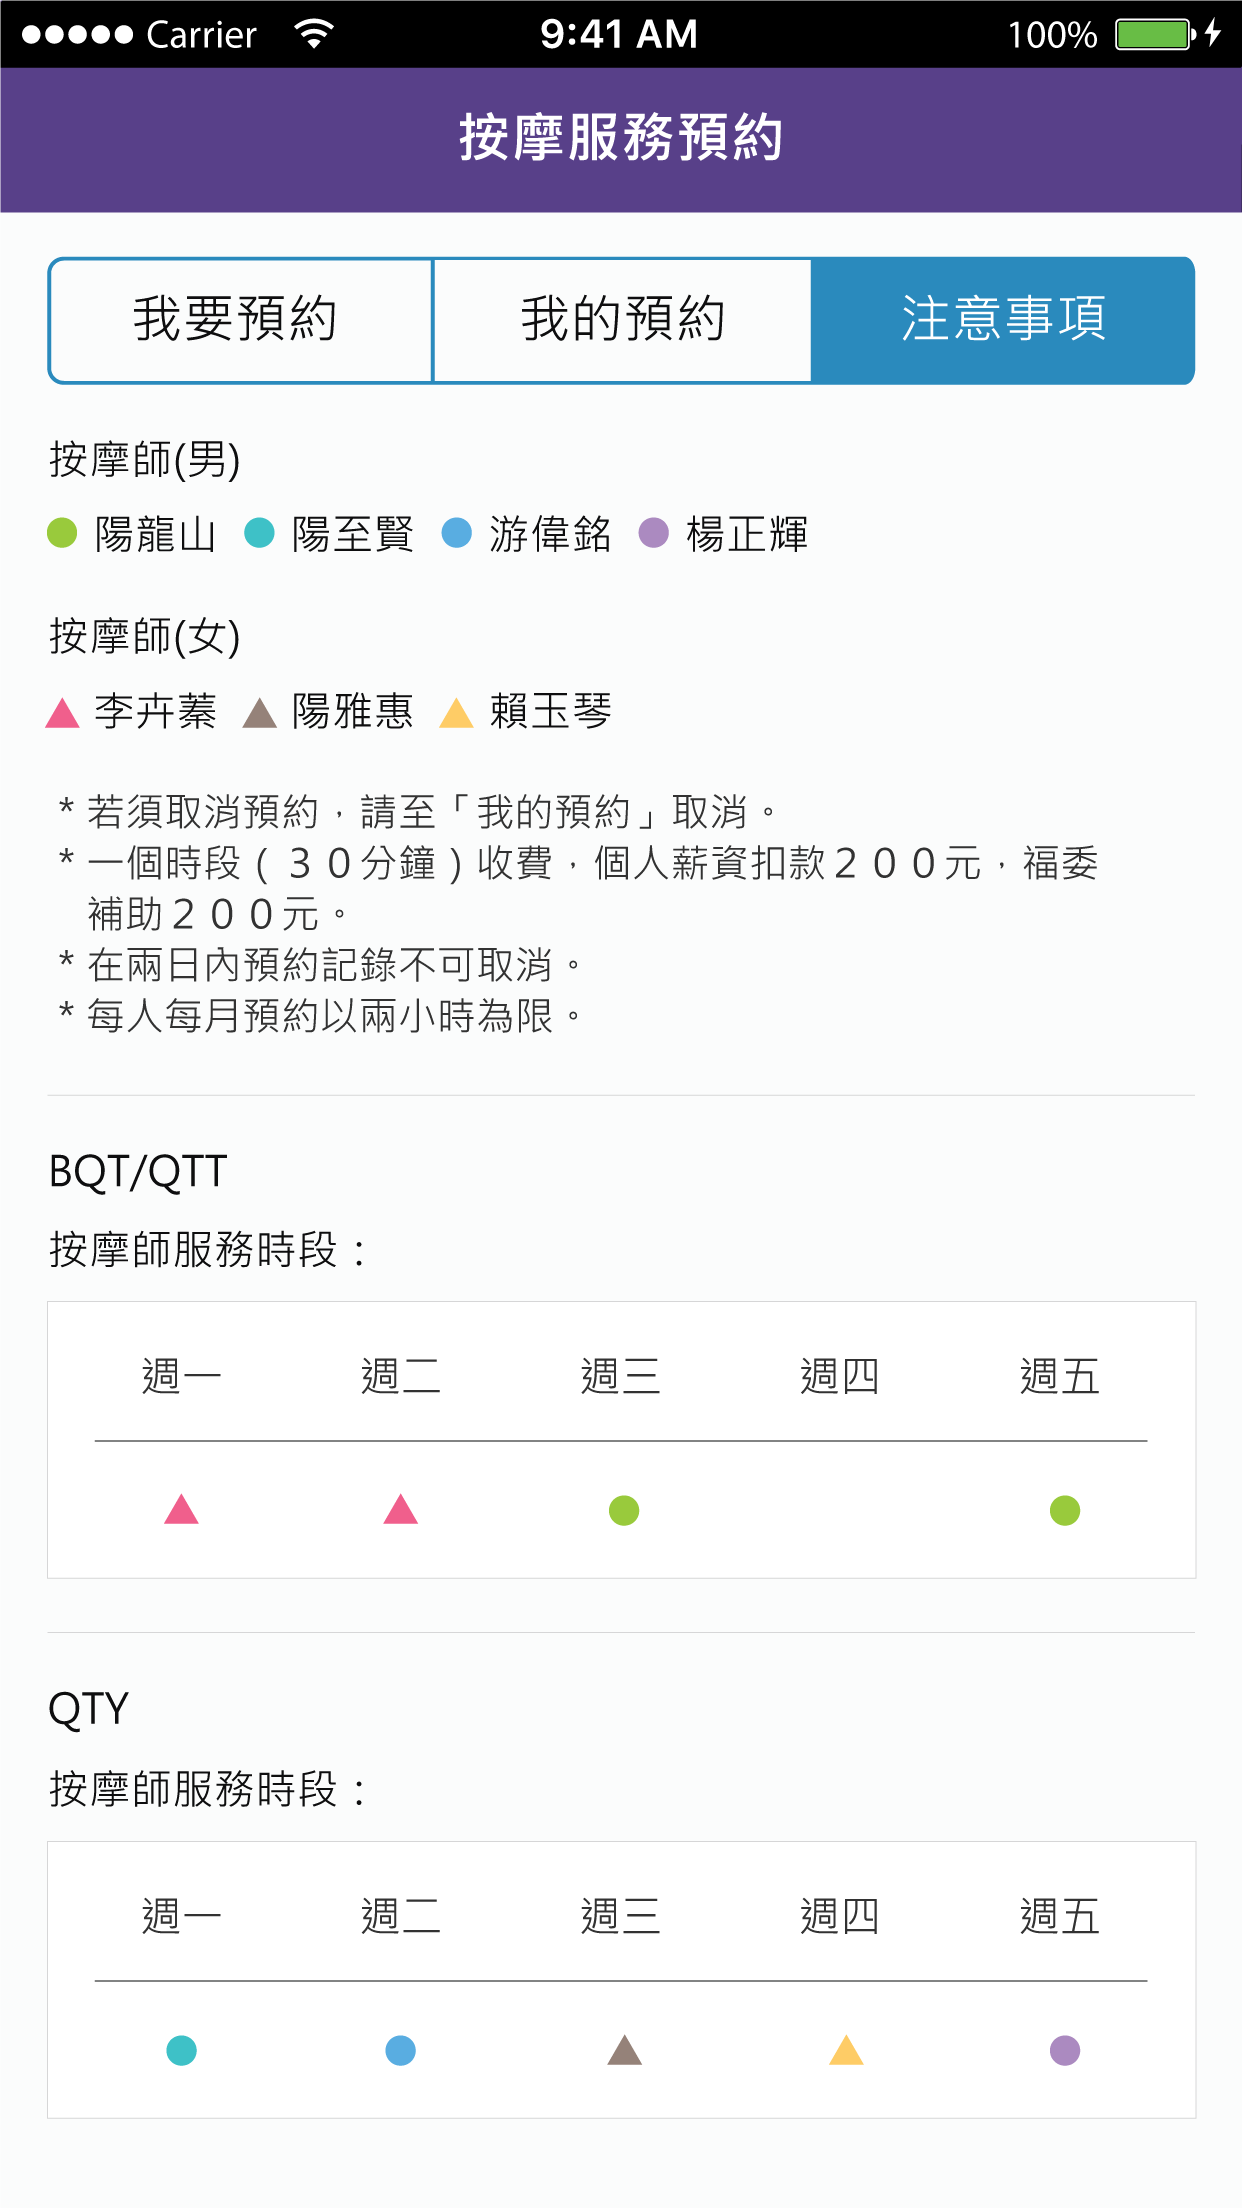 Carrier 9:41 AM 100%
按摩服務預約
我要預約 我的預約 注意事項
按摩師(男)
陽龍山 陽至賢 游偉銘 楊正輝
按摩師(女)
李卉蓁 陽雅惠 賴玉琴
* 若須取消預約，請至「我的預約」取消。
* 一個時段(30分鐘)收費，個人薪資扣款200元，福委
補助200元。
* 在兩日內預約記錄不可取消。
* 每人每月預約以兩小時為限。
BQT/QTT
按摩師服務時段：
週一 週二 週三 週四 週五
QTY
按摩師服務時段：
週一 週二 週三 週四 週五